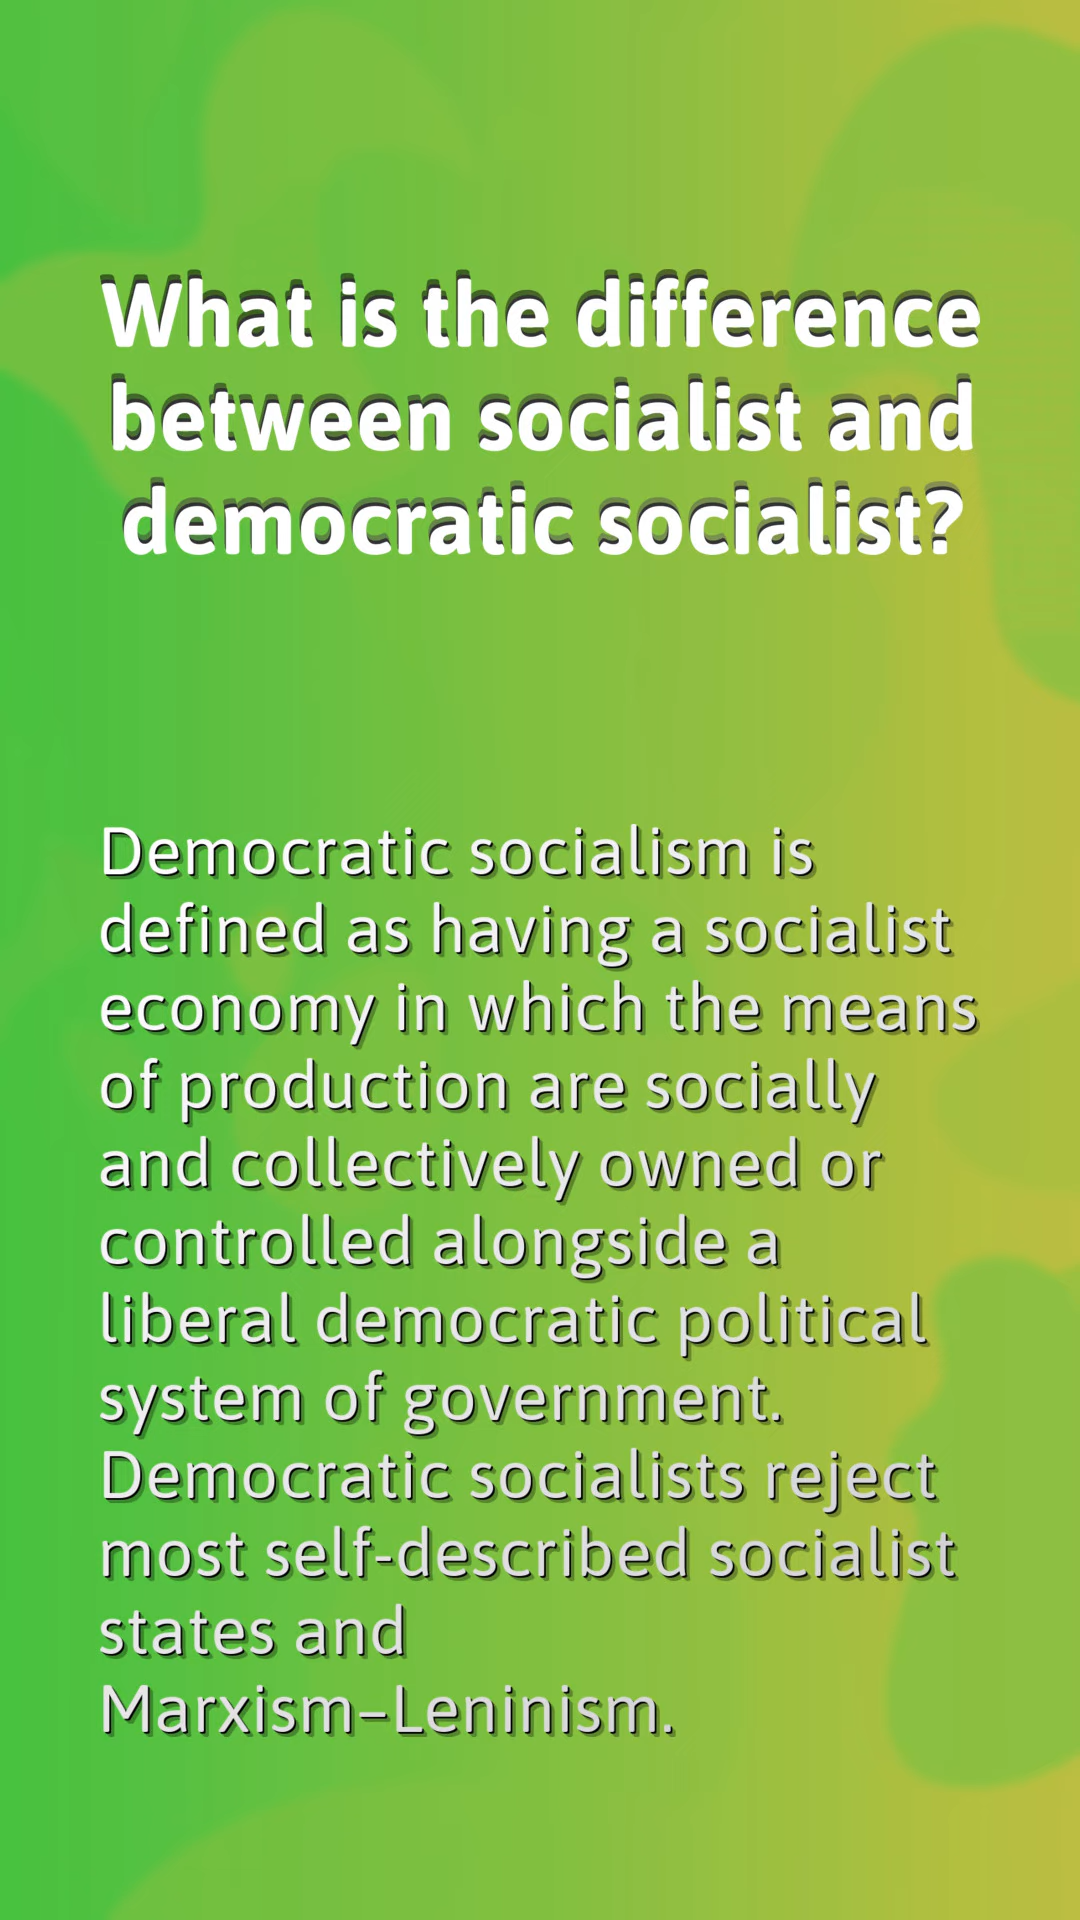 What is the difference
between socialist and
democratic socialist?
Democratic socialism is
defined as having a socialist
economy in which the means
of production are socially
and collectively owned or
controlled alongside a
liberal democratic political
system of government.
Democratic socialists reject
most self-described socialist
states and
Marxism–Leninism.